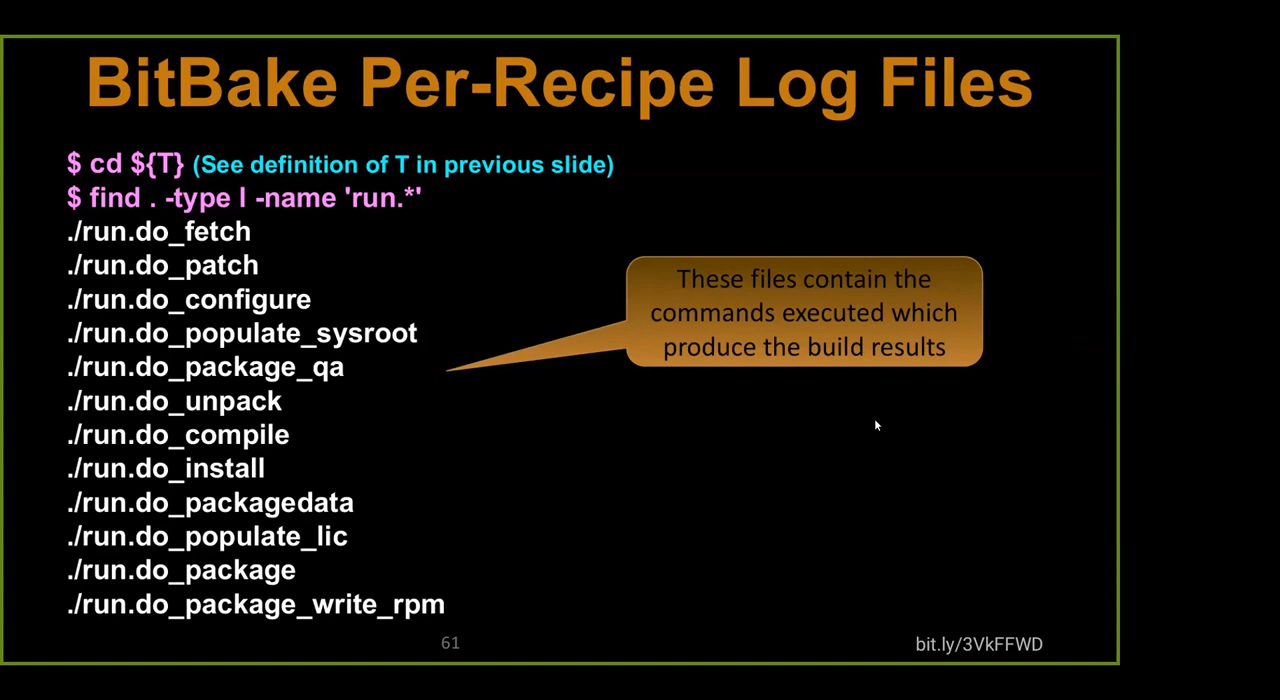 BitBake Per-Recipe Log Files
$ cd ${T} (See definition of T in previous slide)
$ find . -type l -name 'run.*'
./run.do_fetch
./run.do_patch
./run.do_configure
./run.do_populate_sysroot
./run.do_package_qa
./run.do_unpack
./run.do_compile
./run.do_install
./run.do_packagedata
./run.do_populate_lic
./run.do_package
./run.do_package_write_rpm
These files contain the
commands executed which
produce the build results
61
bit.ly/3VkFFWD